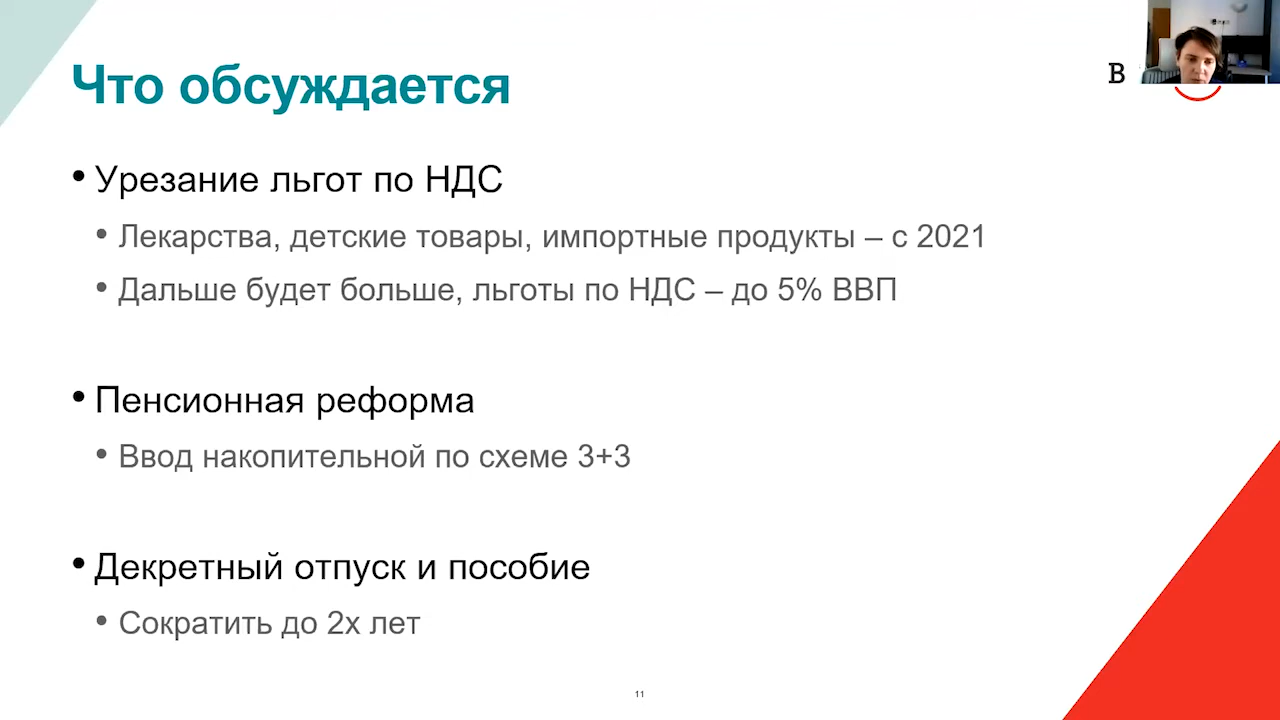 Что обсуждается
В
• Урезание льгот по НДС
• Лекарства, детские товары, импортные продукты – с 2021
• Дальше будет больше, льготы по НДС – до 5% ВВП
• Пенсионная реформа
• Ввод накопительной по схеме 3+3
• Декретный отпуск и пособие
• Сократить до 2х лет
11